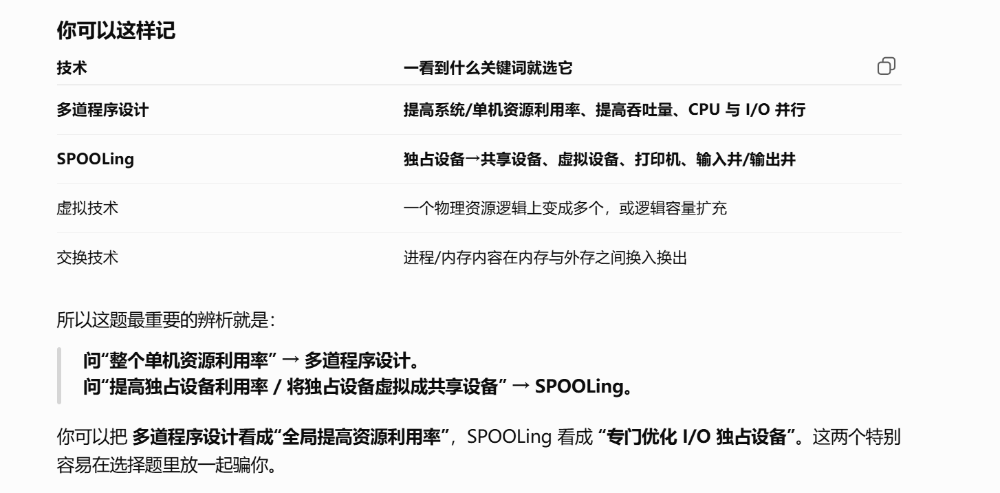 你可以这样记
技术 一看到什么关键词就选它
多道程序设计 提高系统/单机资源利用率、提高吞吐量、CPU 与 I/O 并行
SPOOLing 独占设备→共享设备、虚拟设备、打印机、输入井/输出井
虚拟技术 一个物理资源逻辑上变成多个，或逻辑容量扩充
交换技术 进程/内存内容在内存与外存之间换入换出
所以这题最重要的辨析就是：
问“整个单机资源利用率” → 多道程序设计。
问“提高独占设备利用率 / 将独占设备虚拟成共享设备” → SPOOLing。
你可以把 多道程序设计看成“全局提高资源利用率”，SPOOLing 看成 “专门优化 I/O 独占设备”。这两个特别
容易在选择题里放一起骗你。